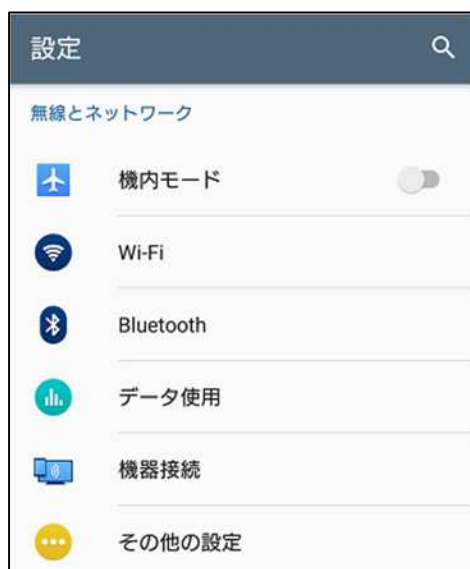 設定
無線とネットワーク
機内モード
Wi-Fi
Bluetooth
データ使用
機器接続
その他の設定